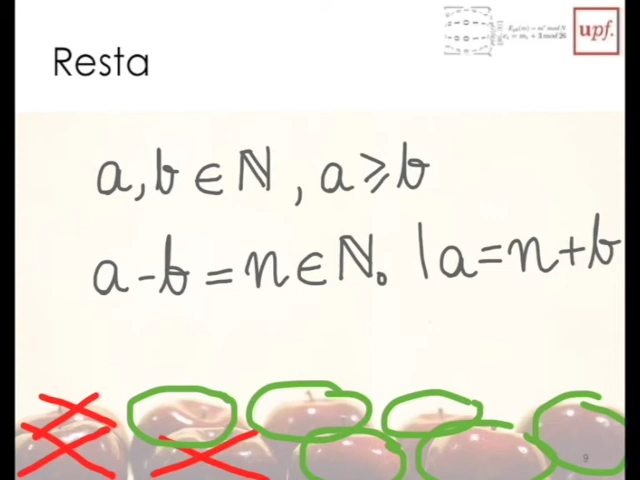 Resta
upf.
a, b ∈ ℕ, a ≥ b
a - b = n ∈ ℕ₀ | a = n + b
9